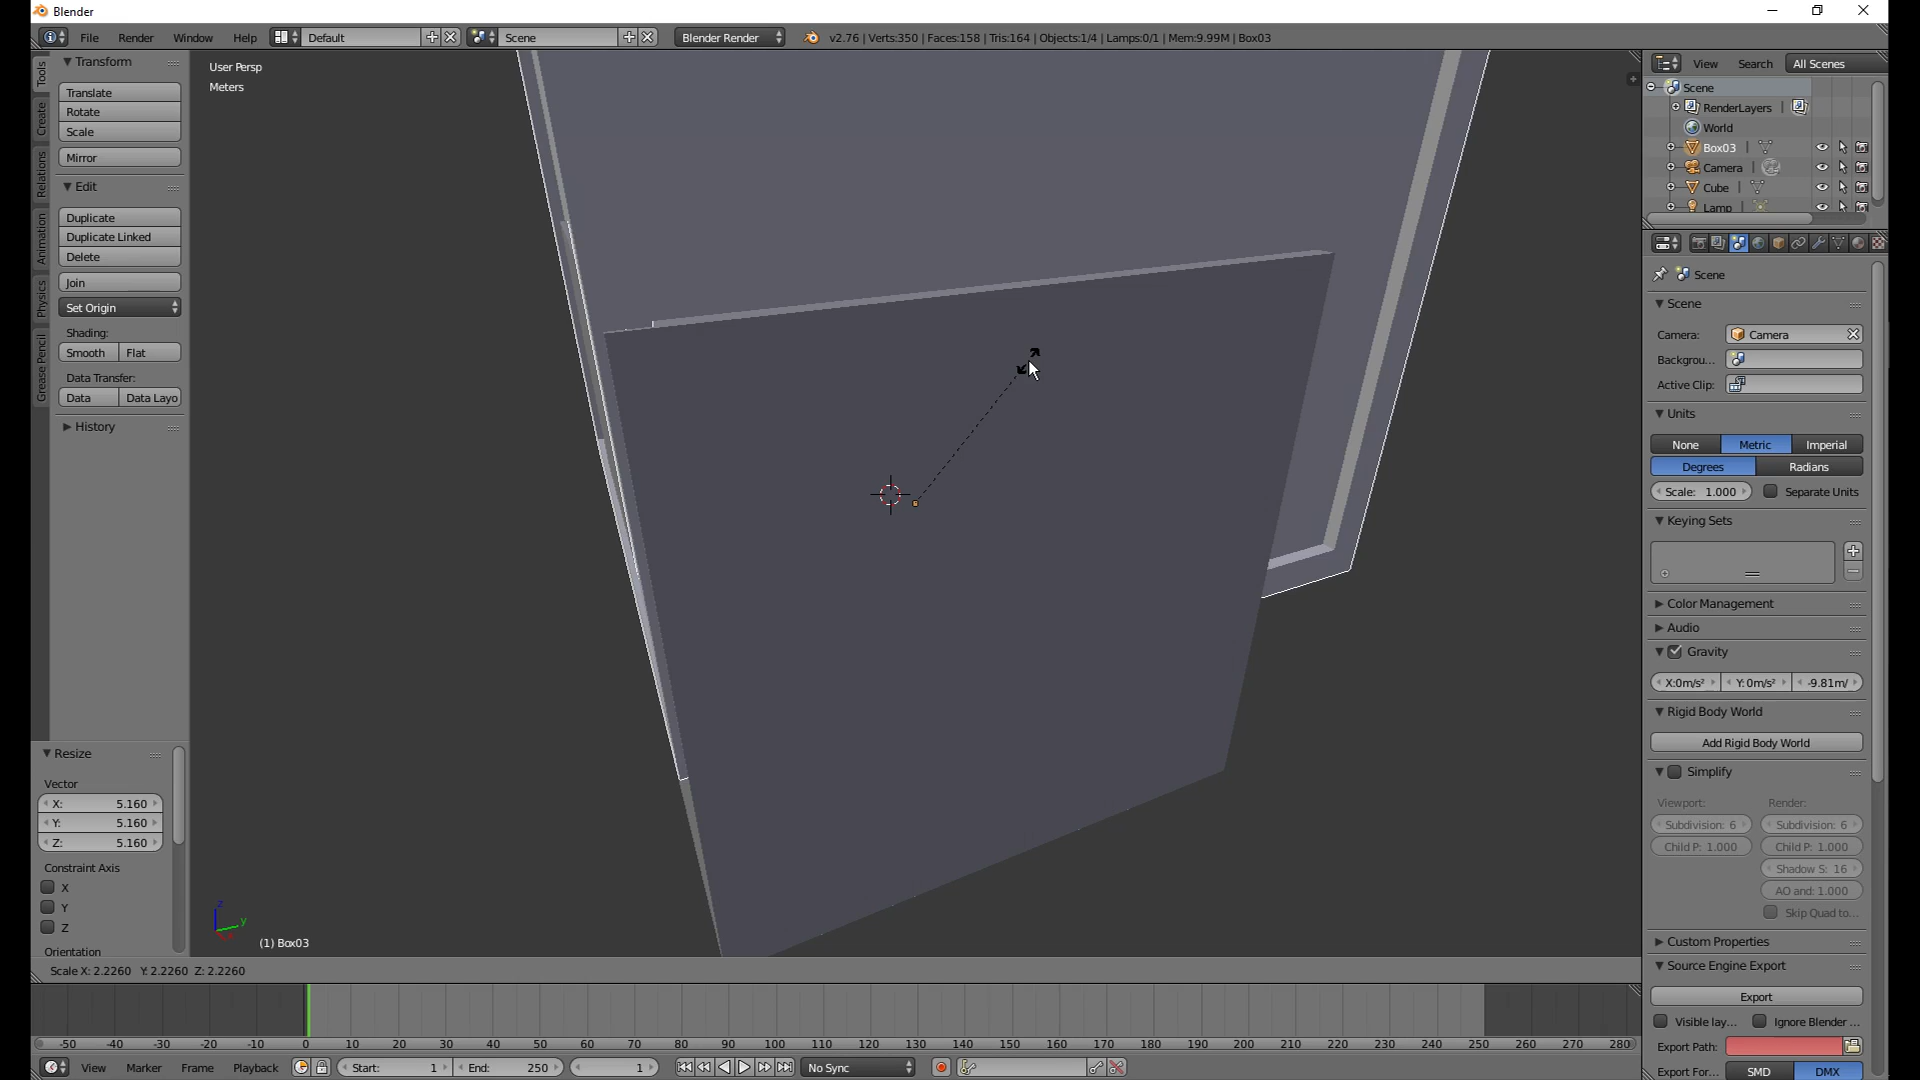 Blender
File Render Window Help Default Scene Blender Render v2.76 | Verts:350 | Faces:158 | Tris:164 | Objects:1/4 | Lamps:0/1 | Mem:9.99M | Box03
Tools
Create
Relations
Animation
Physics
Grease Pencil
Transform
Translate
Rotate
Scale
Mirror
Edit
Duplicate
Duplicate Linked
Delete
Join
Set Origin
Shading:
Smooth Flat
Data Transfer:
Data Data Layo
History
Resize
Vector
X: 5.160
Y: 5.160
Z: 5.160
Constraint Axis
X
Y
Z
Orientation
User Persp
Meters
z
y
(1) Box03
Scale X: 2.2260 Y: 2.2260 Z: 2.2260
-50 -40 -30 -20 -10 0 10 20 30 40 50 60 70 80 90 100 110 120 130 140 150 160 170 180 190 200 210 220 230 240 250 260 270 280
View Marker Frame Playback Start: 1 End: 250 1 No Sync
View Search All Scenes
Scene
RenderLayers |
World
Box03 |
Camera |
Cube |
Lamp |
Scene
Scene
Camera: Camera
Backgrou...
Active Clip:
Units
None Metric Imperial
Degrees Radians
Scale: 1.000 Separate Units
Keying Sets
Color Management
Audio
Gravity
X:0m/s² Y: 0m/s² -9.81m/
Rigid Body World
Add Rigid Body World
Simplify
Viewport: Render:
Subdivision: 6 Subdivision: 6
Child P: 1.000 Child P: 1.000
Shadow S: 16
AO and: 1.000
Skip Quad to...
Custom Properties
Source Engine Export
Export
Visible lay... Ignore Blender ...
Export Path:
Export For... SMD DMX